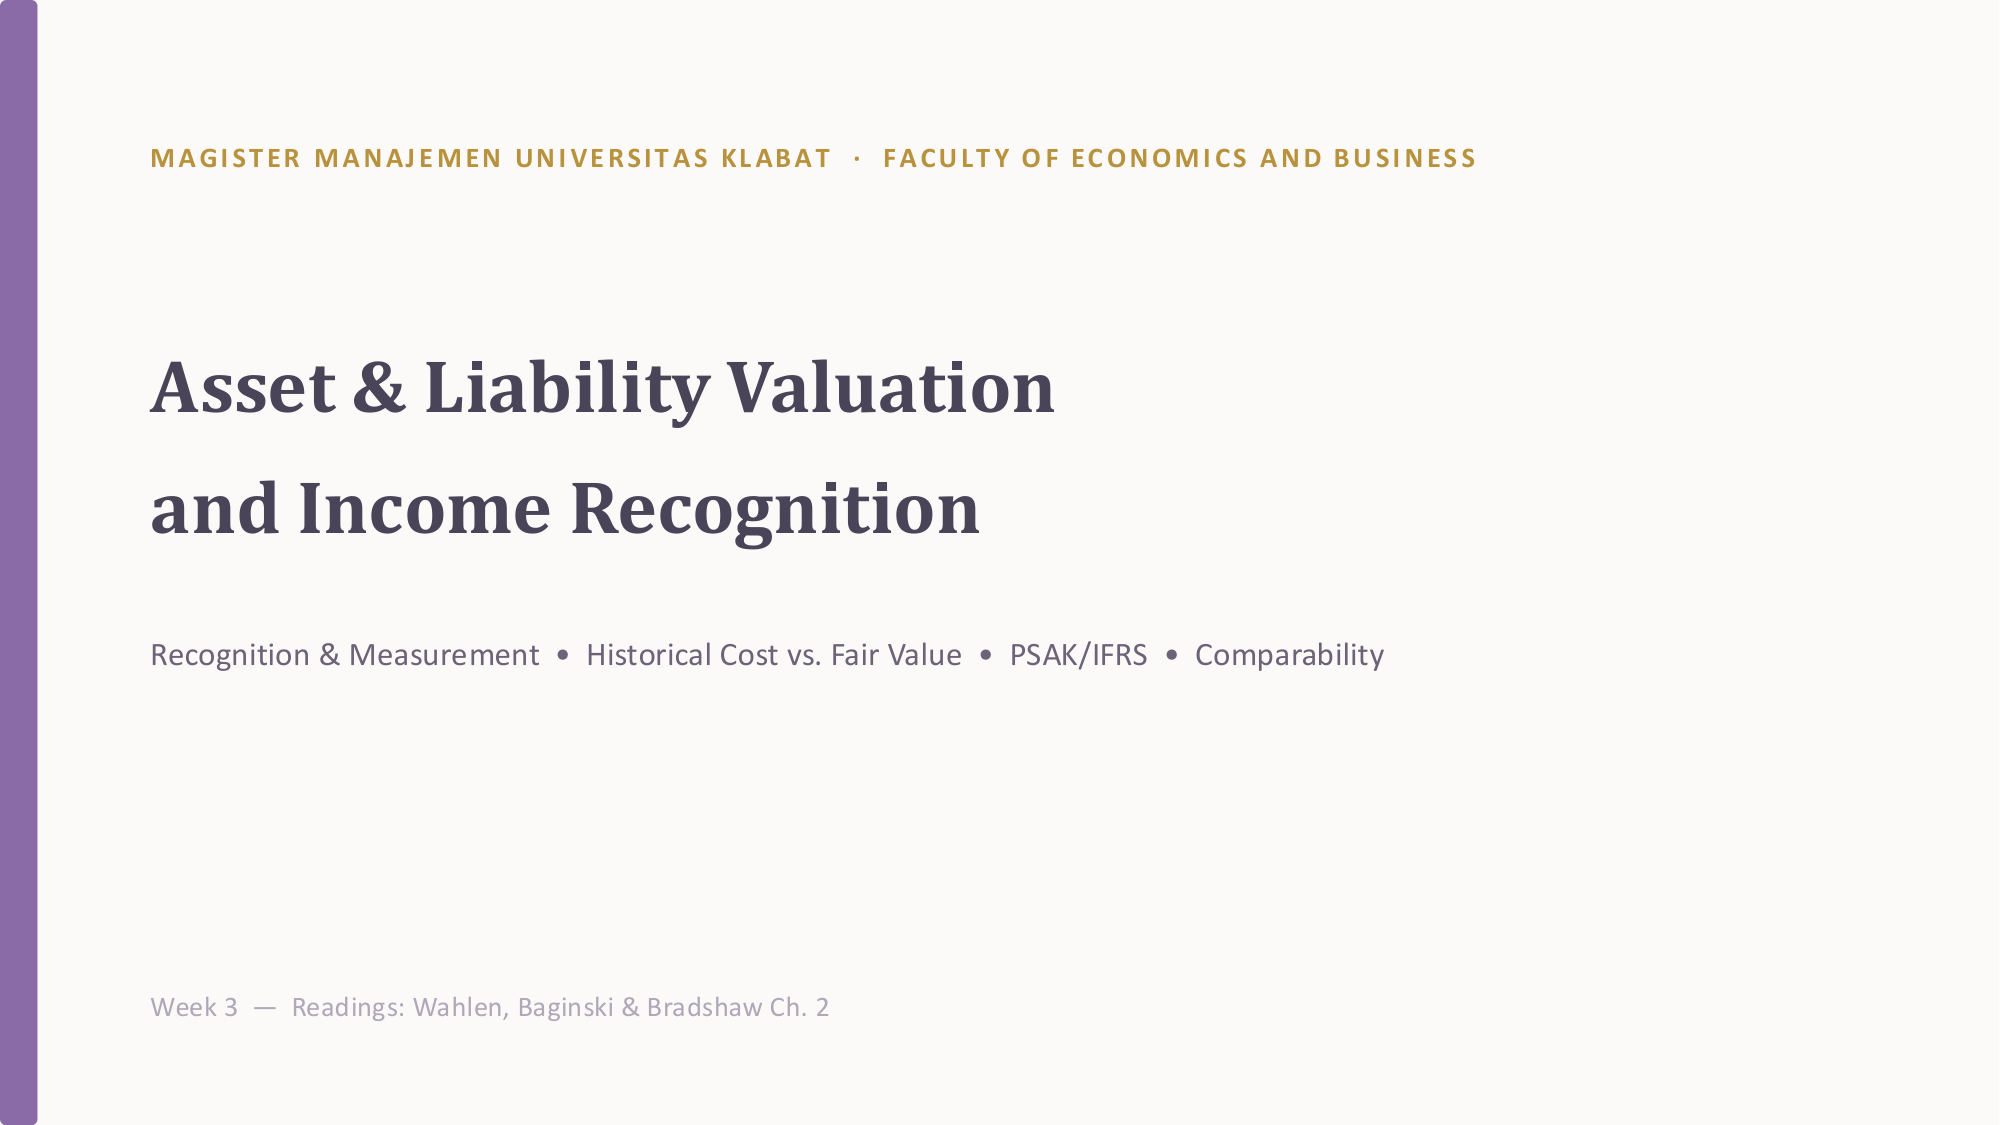 MAGISTER MANAJEMEN UNIVERSITAS KLABAT · FACULTY OF ECONOMICS AND BUSINESS
Asset & Liability Valuation
and Income Recognition
Recognition & Measurement • Historical Cost vs. Fair Value • PSAK/IFRS • Comparability
Week 3 — Readings: Wahlen, Baginski & Bradshaw Ch. 2